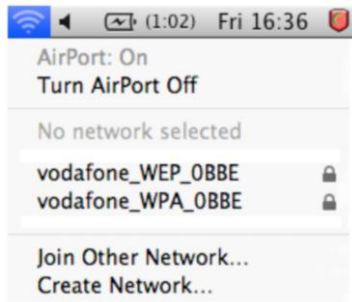 (1:02) Fri 16:36
AirPort: On
Turn AirPort Off
No network selected
vodafone_WEP_0BBE
vodafone_WPA_0BBE
Join Other Network...
Create Network...